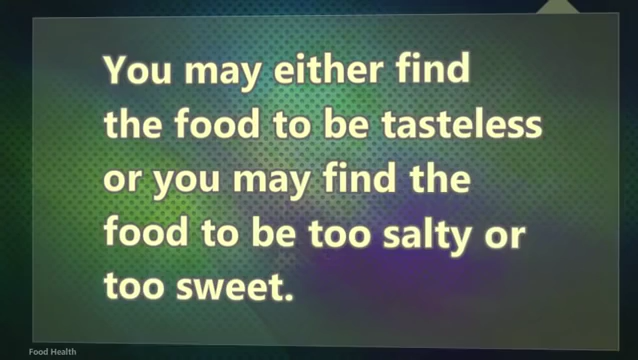 You may either find
the food to be tasteless
or you may find the
food to be too salty or
too sweet.
Food Health